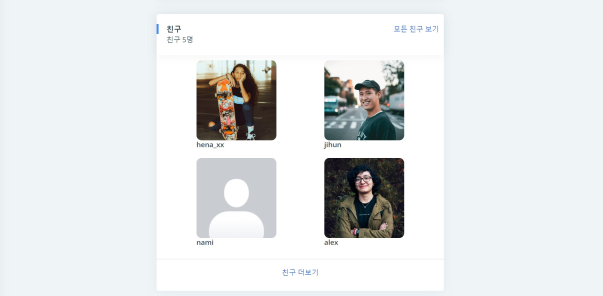 친구
모든 친구 보기
친구 5명
hena_xx
jihun
nami
alex
친구 더보기